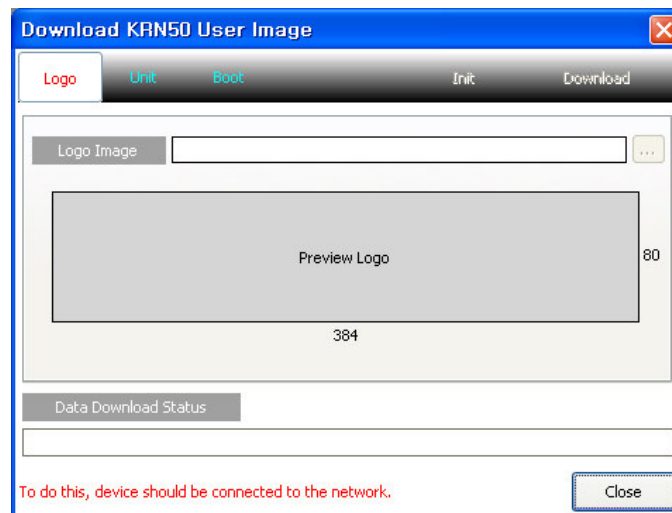 Download KRN50 User Image
Logo Unit Boot Init Download
Logo Image ...
Preview Logo
80
384
Data Download Status
To do this, device should be connected to the network.
Close